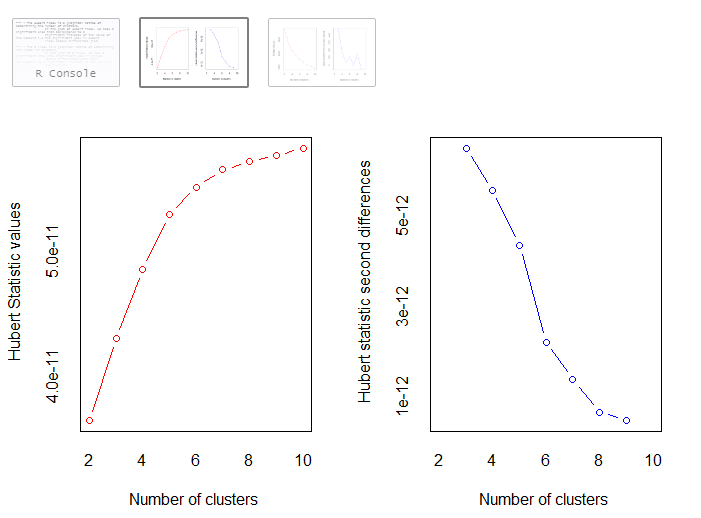 R Console
Hubert Statistic values
4.0e-11 5.0e-11
2 4 6 8 10
Number of clusters
Hubert statistic second differences
1e-12 3e-12 5e-12
2 4 6 8 10
Number of clusters